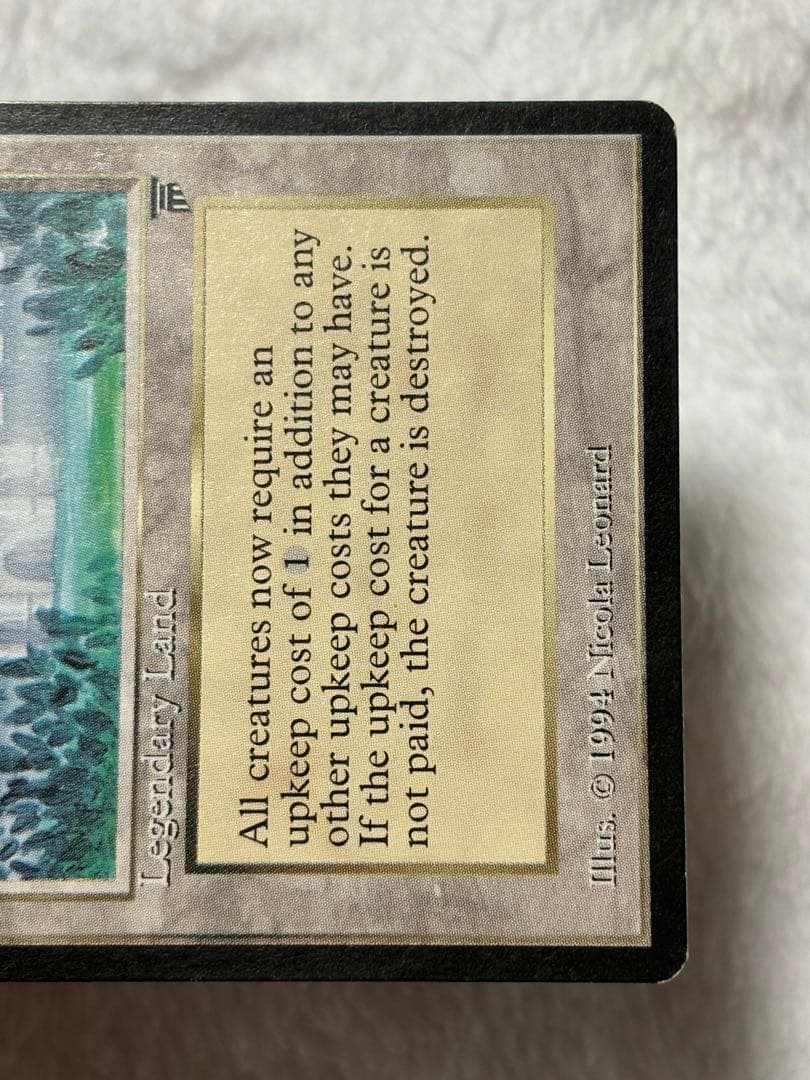 Legendary Land
All creatures now require an
upkeep cost of 1 in addition to any
other upkeep costs they may have.
If the upkeep cost for a creature is
not paid, the creature is destroyed.
Illus. © 1994 Nicola Leonard